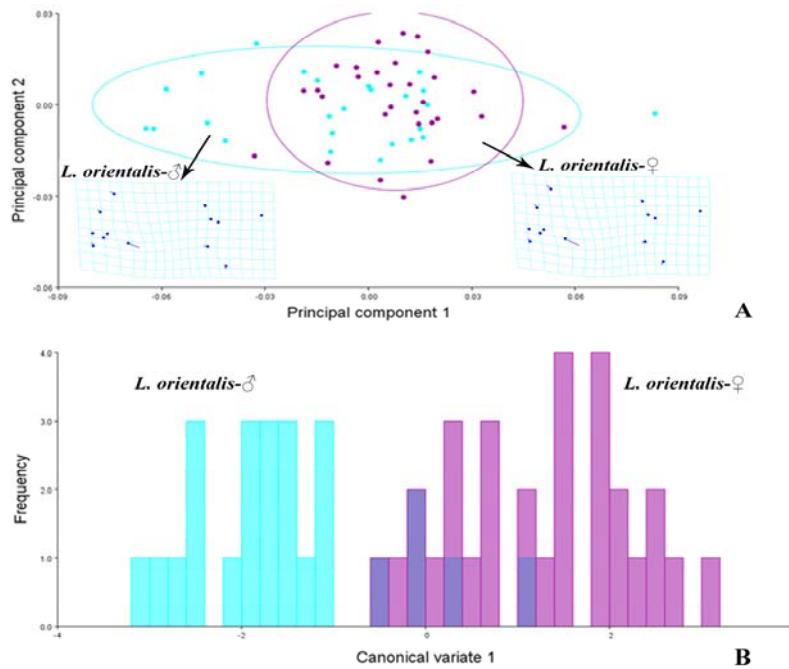 0.03
0.00
-0.03
-0.06
Principal component 2
L. orientalis-♂
L. orientalis-♀
-0.09
-0.06
-0.03
0.00
0.03
0.06
0.09
Principal component 1
A
4.0
3.0
2.0
1.0
0.0
Frequency
L. orientalis-♂
L. orientalis-♀
-4
-2
0
2
Canonical variate 1
B